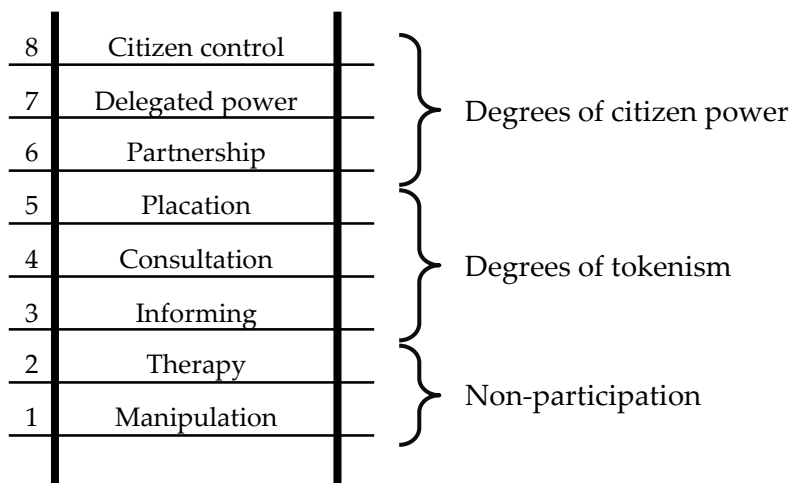 8 Citizen control
7 Delegated power
6 Partnership
Degrees of citizen power
5 Placation
4 Consultation
3 Informing
Degrees of tokenism
2 Therapy
1 Manipulation
Non-participation